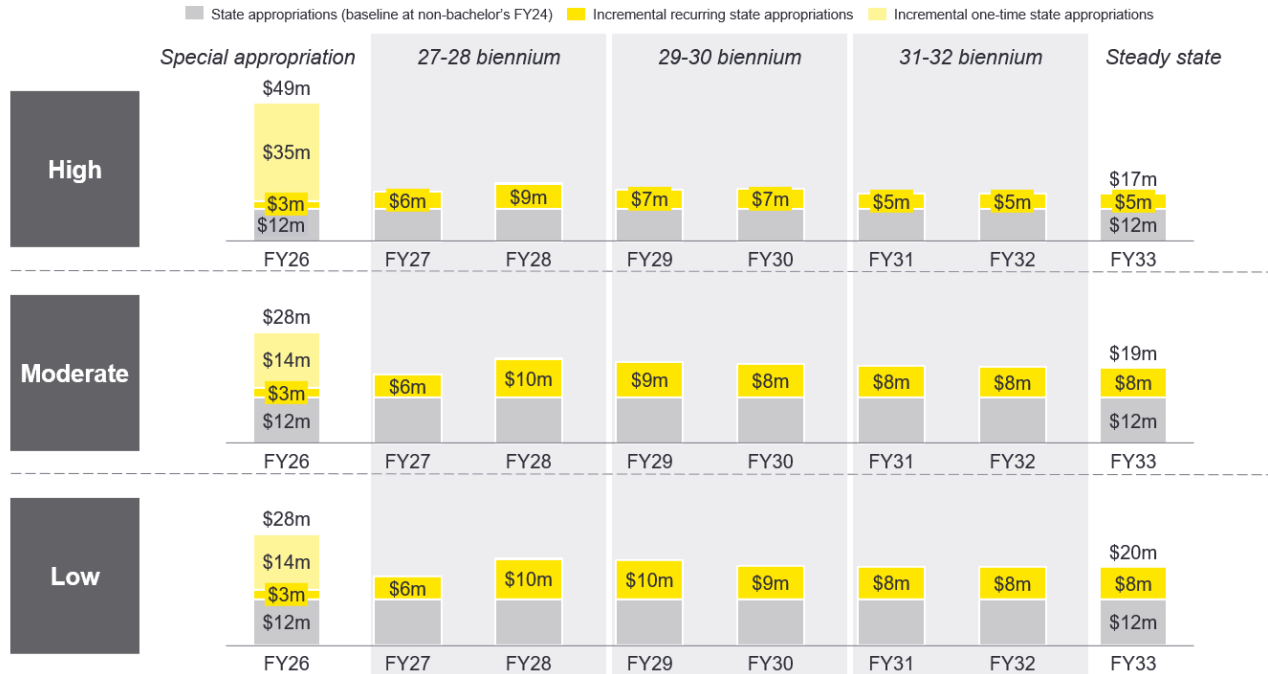 State appropriations (baseline at non-bachelor's FY24) Incremental recurring state appropriations Incremental one-time state appropriations
Special appropriation 27-28 biennium 29-30 biennium 31-32 biennium Steady state
High
$49m
$35m
$3m
$12m
$6m
$9m
$7m
$7m
$5m
$5m
$17m
$5m
$12m
FY26 FY27 FY28 FY29 FY30 FY31 FY32 FY33
Moderate
$28m
$14m
$3m
$12m
$6m
$10m
$9m
$8m
$8m
$8m
$19m
$8m
$12m
FY26 FY27 FY28 FY29 FY30 FY31 FY32 FY33
Low
$28m
$14m
$3m
$12m
$6m
$10m
$10m
$9m
$8m
$8m
$20m
$8m
$12m
FY26 FY27 FY28 FY29 FY30 FY31 FY32 FY33